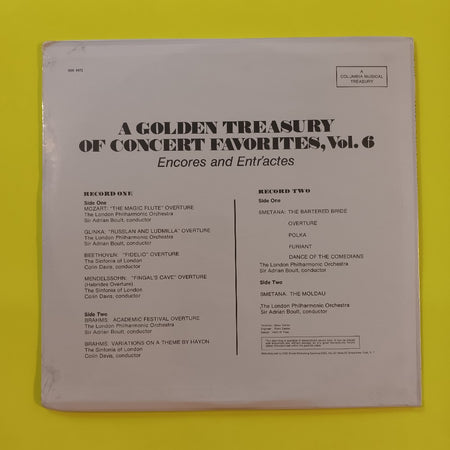 A
COLUMBIA MUSICAL
TREASURY
A GOLDEN TREASURY
OF CONCERT FAVORITES, Vol. 6
Encores and Entr'actes
RECORD ONE
Side One
MOZART: "THE MAGIC FLUTE" OVERTURE
The London Philharmonic Orchestra
Sir Adrian Boult, conductor
GLINKA: "RUSSLAN AND LUDMILLA" OVERTURE
The London Philharmonic Orchestra
Sir Adrian Boult, conductor
BEETHOVEN: "FIDELIO" OVERTURE
The Sinfonia of London
Colin Davis, conductor
MENDELSSOHN: "FINGAL'S CAVE" OVERTURE
(Hebrides Overture)
The Sinfonia of London
Colin Davis, conductor
Side Two
BRAHMS: ACADEMIC FESTIVAL OVERTURE
The London Philharmonic Orchestra
Sir Adrian Boult, conductor
BRAHMS: VARIATIONS ON A THEME BY HAYDN
The Sinfonia of London
Colin Davis, conductor
RECORD TWO
Side One
SMETANA: THE BARTERED BRIDE
OVERTURE
POLKA
FURIANT
DANCE OF THE COMEDIANS
The London Philharmonic Orchestra
Sir Adrian Boult, conductor
Side Two
SMETANA: THE MOLDAU
The London Philharmonic Orchestra
Sir Adrian Boult, conductor